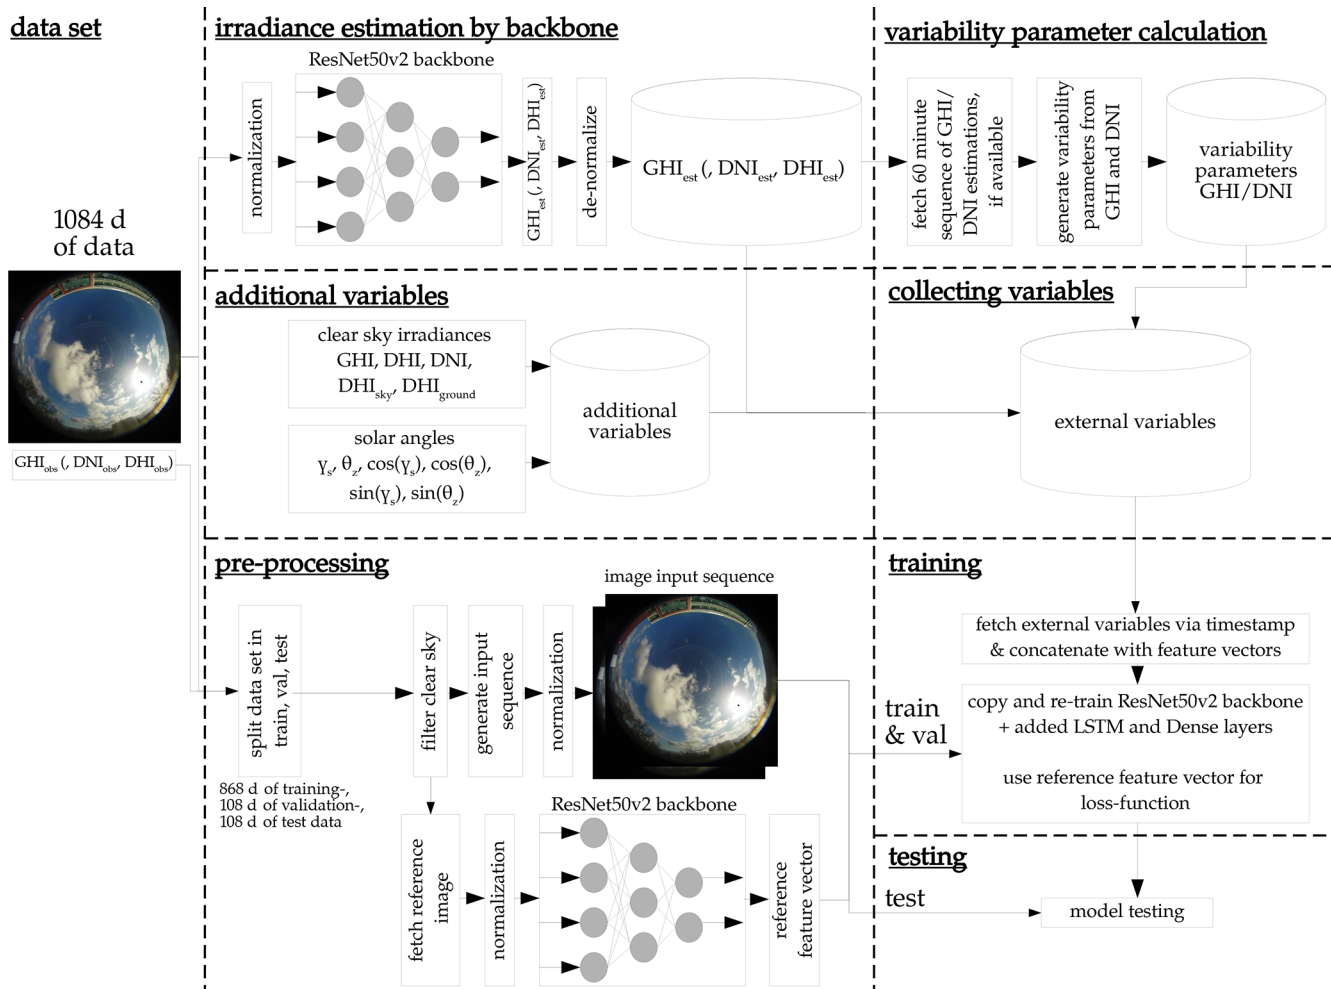 data set
1084 d
of data
GHIobs (, DNIobs, DHIobs)
irradiance estimation by backbone
ResNet50v2 backbone
normalization
GHIest (, DNIest, DHIest)
de-normalize
GHIest (, DNIest, DHIest)
variability parameter calculation
fetch 60 minute
sequence of GHI/
DNI estimations,
if available
generate variability
parameters from
GHI and DNI
variability
parameters
GHI/DNI
additional variables
clear sky irradiances
GHI, DHI, DNI,
DHIsky, DHIground
solar angles
γs, θz, cos(γs), cos(θz),
sin(γs), sin(θz)
additional
variables
collecting variables
external variables
pre-processing
split data set in
train, val, test
868 d of training-,
108 d of validation-,
108 d of test data
filter clear sky
generate input
sequence
normalization
image input sequence
fetch reference
image
normalization
ResNet50v2 backbone
reference
feature vector
training
fetch external variables via timestamp
& concatenate with feature vectors
train
& val
copy and re-train ResNet50v2 backbone
+ added LSTM and Dense layers
use reference feature vector for
loss-function
testing
test
model testing